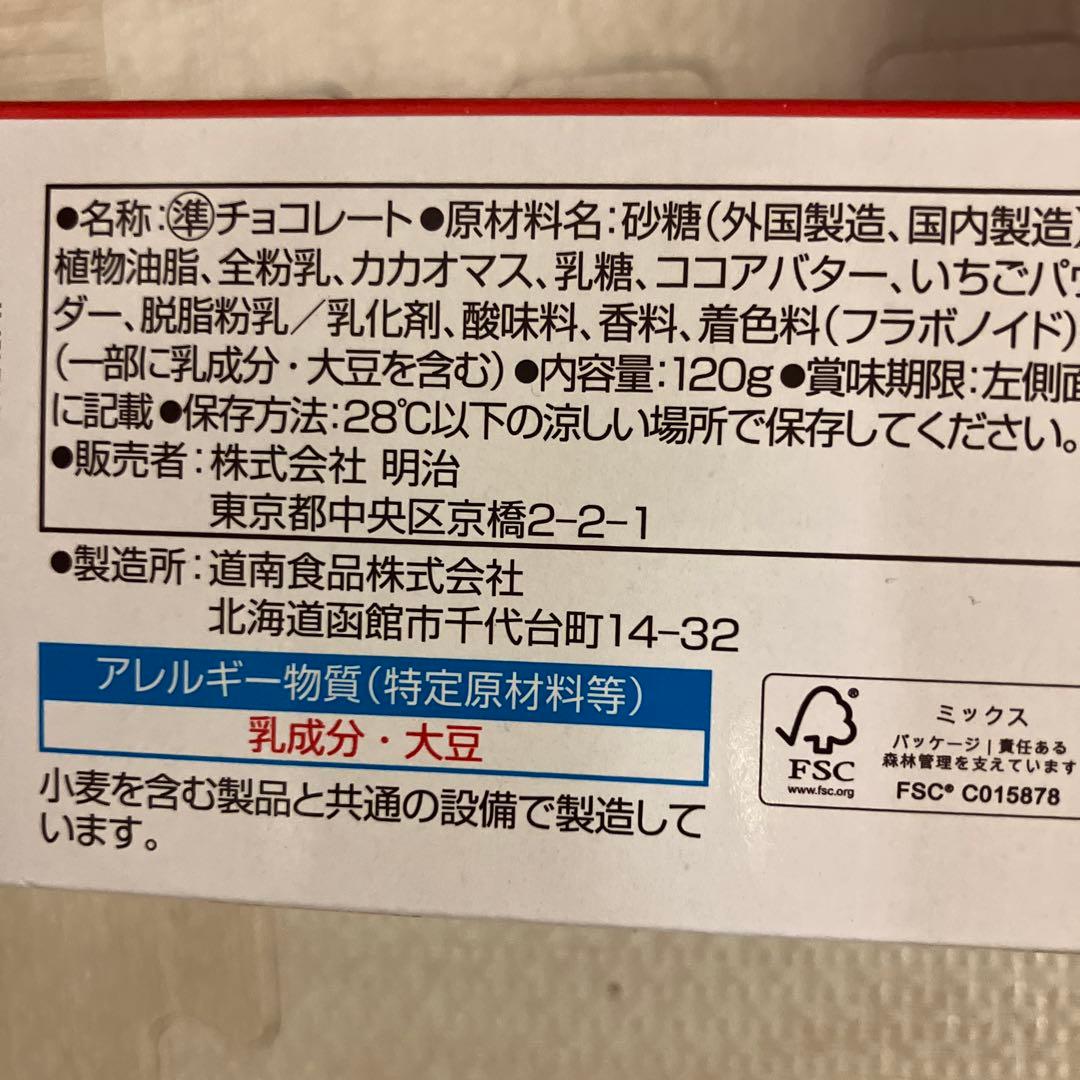 ●名称:㊜チョコレート●原材料名:砂糖(外国製造、国内製造)
植物油脂、全粉乳、カカオマス、乳糖、ココアバター、いちごパウ
ダー、脱脂粉乳/乳化剤、酸味料、香料、着色料(フラボノイド)
(一部に乳成分・大豆を含む)●内容量:120g●賞味期限:左側面
に記載●保存方法:28℃以下の涼しい場所で保存してください。
●販売者:株式会社 明治
東京都中央区京橋2-2-1
●製造所:道南食品株式会社
北海道函館市千代台町14-32
アレルギー物質(特定原材料等)
乳成分・大豆
小麦を含む製品と共通の設備で製造して
います。
FSC
www.fsc.org
ミックス
パッケージ|責任ある
森林管理を支えています
FSC® C015878